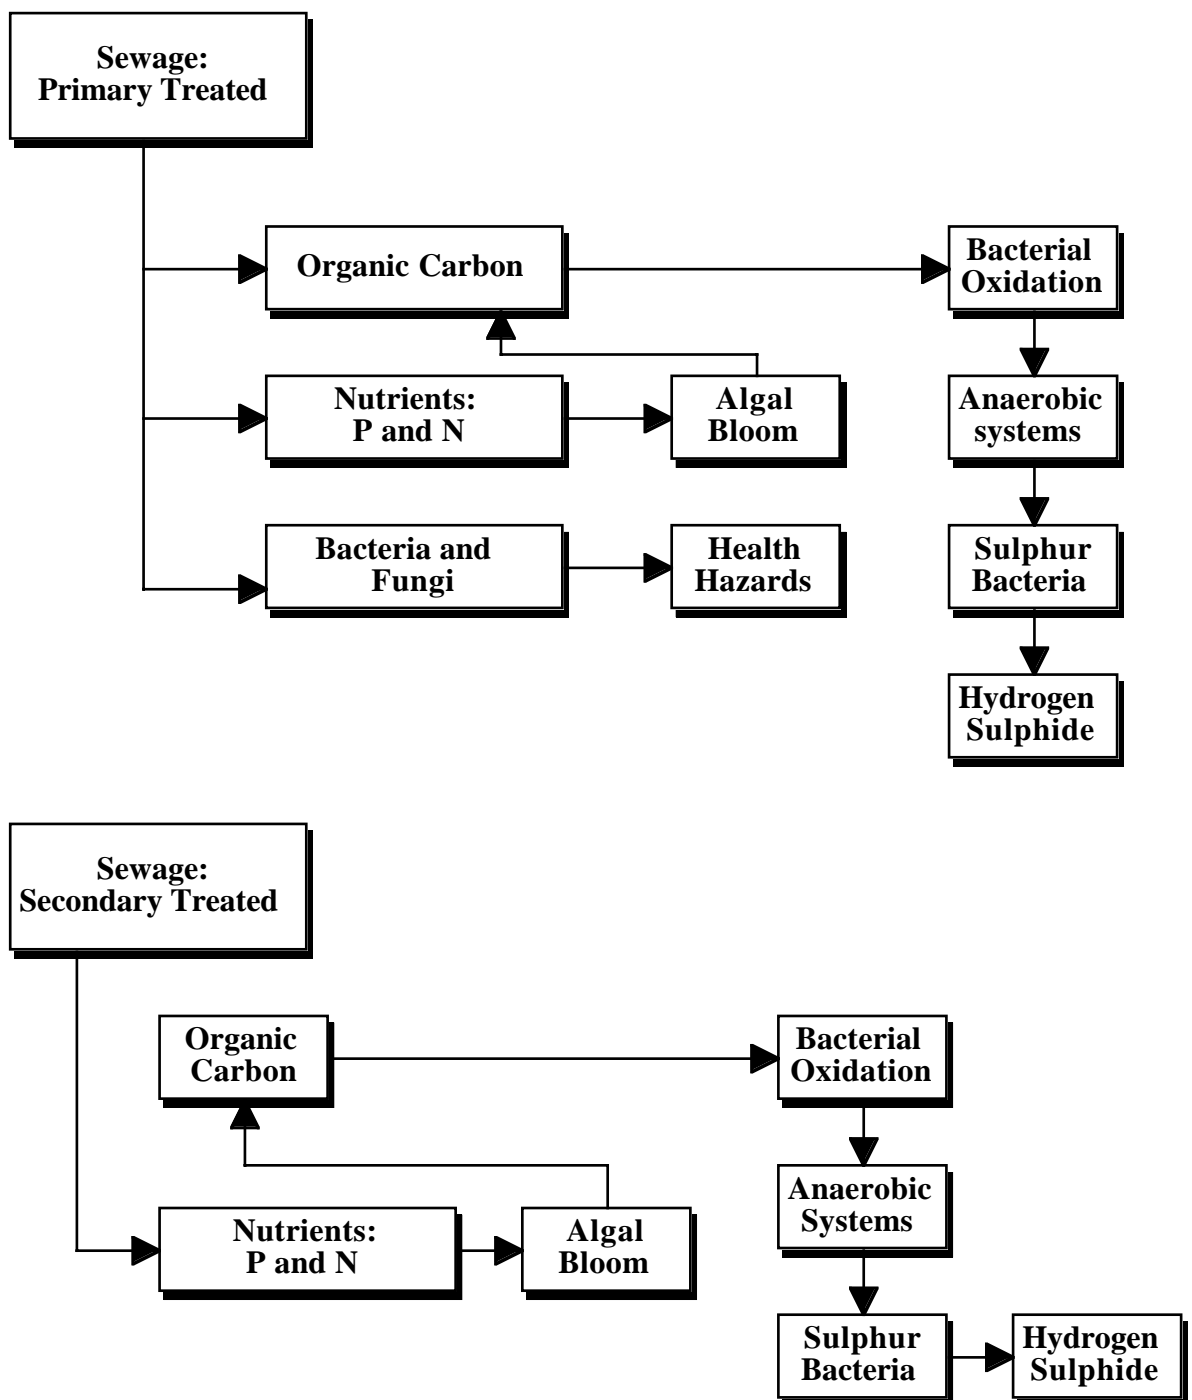 Sewage:
Primary Treated
Organic Carbon
Bacterial
Oxidation
Nutrients:
P and N
Algal
Bloom
Anaerobic
systems
Bacteria and
Fungi
Health
Hazards
Sulphur
Bacteria
Hydrogen
Sulphide
Sewage:
Secondary Treated
Organic
Carbon
Bacterial
Oxidation
Anaerobic
Systems
Nutrients:
P and N
Algal
Bloom
Sulphur
Bacteria
Hydrogen
Sulphide